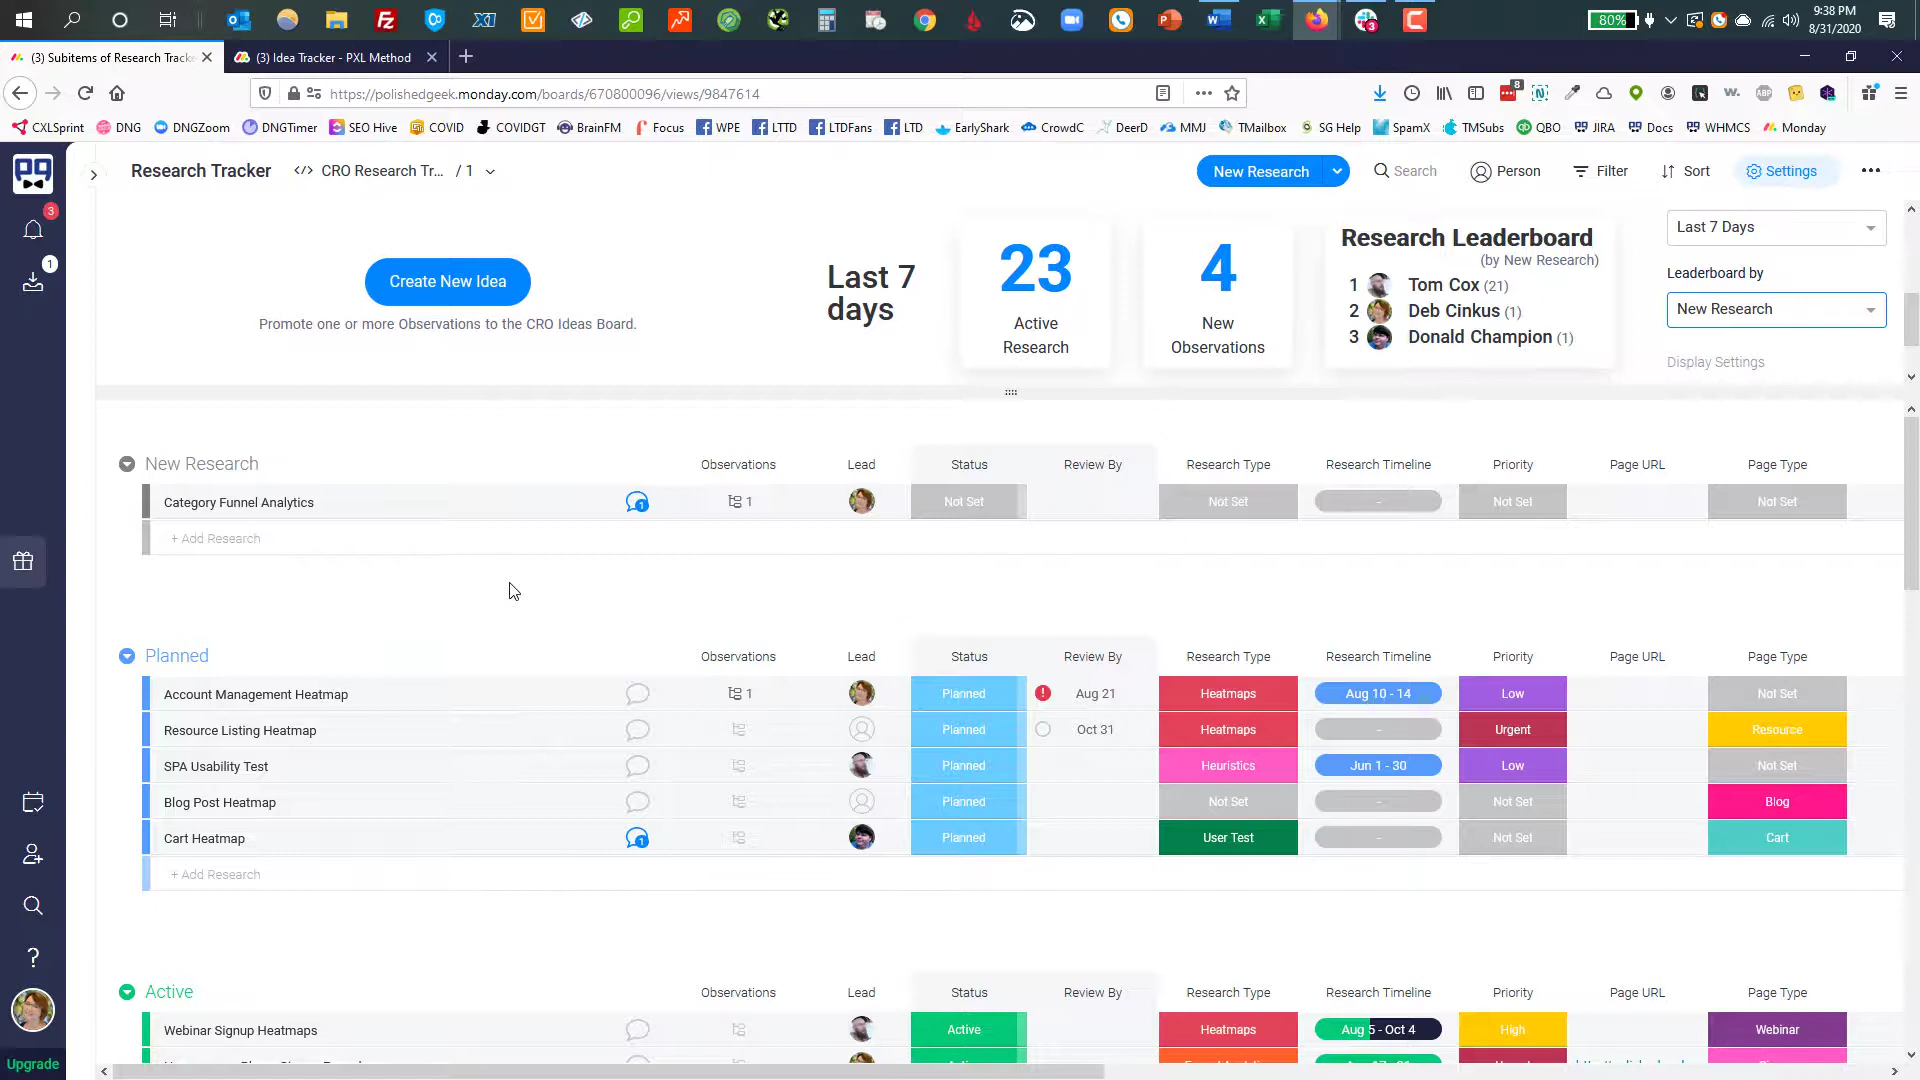 80%
9:38 PM
8/31/2020
(3) Subitems of Research Tracke
(3) Idea Tracker - PXL Method
https://polishedgeek.monday.com/boards/670800096/views/9847614
8
CXLSprint DNG DNGZoom DNGTimer SEO Hive COVID COVIDGT BrainFM Focus WPE LTTD LTDFans LTD EarlyShark CrowdC DeerD MMJ TMailbox SG Help SpamX TMSubs QBO JIRA Docs WHMCS Monday
Research Tracker </> CRO Research Tr... / 1
New Research Search Person Filter Sort Settings
3
1
Create New Idea
Promote one or more Observations to the CRO Ideas Board.
Last 7
days
23
Active
Research
4
New
Observations
Research Leaderboard
(by New Research)
1 Tom Cox (21)
2 Deb Cinkus (1)
3 Donald Champion (1)
Last 7 Days
Leaderboard by
New Research
Display Settings
New Research Observations Lead Status Review By Research Type Research Timeline Priority Page URL Page Type
Category Funnel Analytics 1 1 Not Set Not Set - Not Set Not Set
+ Add Research
Planned Observations Lead Status Review By Research Type Research Timeline Priority Page URL Page Type
Account Management Heatmap 1 Planned ! Aug 21 Heatmaps Aug 10 - 14 Low Not Set
Resource Listing Heatmap Planned Oct 31 Heatmaps - Urgent Resource
SPA Usability Test Planned Heuristics Jun 1 - 30 Low Not Set
Blog Post Heatmap Planned Not Set - Not Set Blog
Cart Heatmap 1 Planned User Test - Not Set Cart
+ Add Research
Active Observations Lead Status Review By Research Type Research Timeline Priority Page URL Page Type
Webinar Signup Heatmaps Active Heatmaps Aug 5 - Oct 4 High Webinar
Upgrade